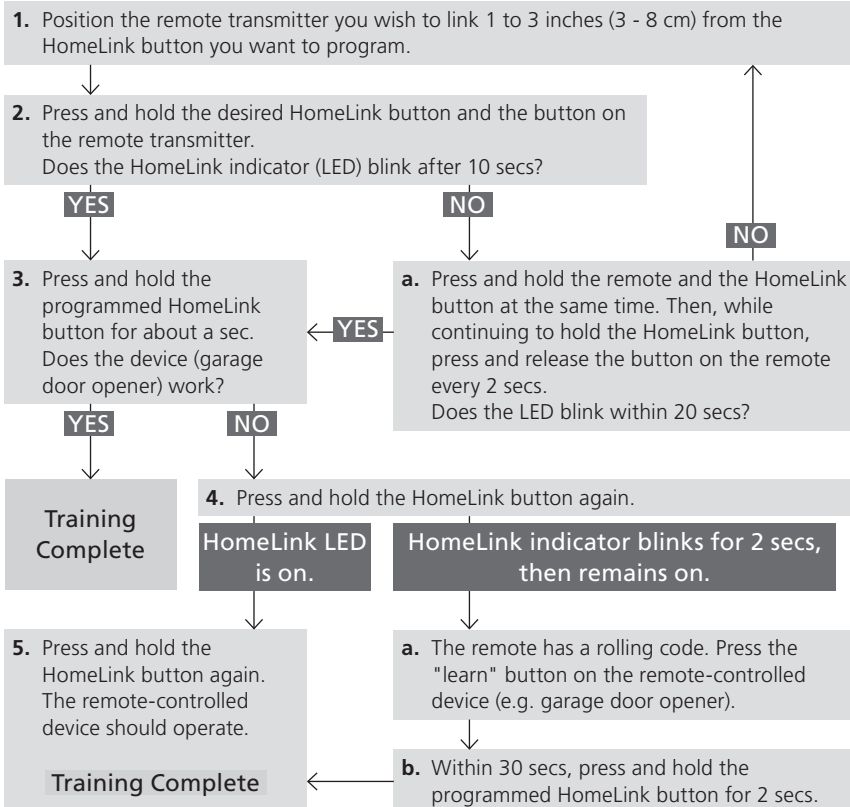 1. Position the remote transmitter you wish to link 1 to 3 inches (3 - 8 cm) from the
HomeLink button you want to program.
2. Press and hold the desired HomeLink button and the button on
the remote transmitter.
Does the HomeLink indicator (LED) blink after 10 secs?
YES
NO
NO
3. Press and hold the
programmed HomeLink
button for about a sec.
Does the device (garage
door opener) work?
YES
a. Press and hold the remote and the HomeLink
button at the same time. Then, while
continuing to hold the HomeLink button,
press and release the button on the remote
every 2 secs.
Does the LED blink within 20 secs?
YES
NO
Training
Complete
4. Press and hold the HomeLink button again.
HomeLink LED
is on.
HomeLink indicator blinks for 2 secs,
then remains on.
5. Press and hold the
HomeLink button again.
The remote-controlled
device should operate.
Training Complete
a. The remote has a rolling code. Press the
"learn" button on the remote-controlled
device (e.g. garage door opener).
b. Within 30 secs, press and hold the
programmed HomeLink button for 2 secs.